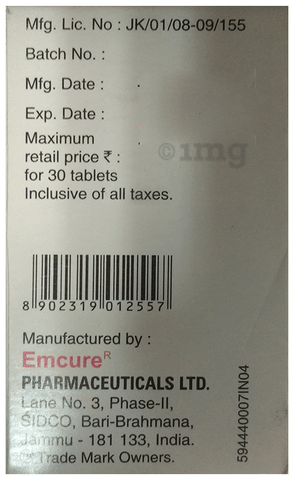 Mfg. Lic. No : JK/01/08-09/155
Batch No. :
Mfg. Date :
Exp. Date :
Maximum
retail price ₹ :
for 30 tablets
Inclusive of all taxes.
©1mg
8 902319 012557
Manufactured by :
Emcure®
PHARMACEUTICALS LTD.
Lane No. 3, Phase-II,
SIDCO, Bari-Brahmana,
Jammu - 181 133, India.
Trade Mark Owners.
594440007IN04